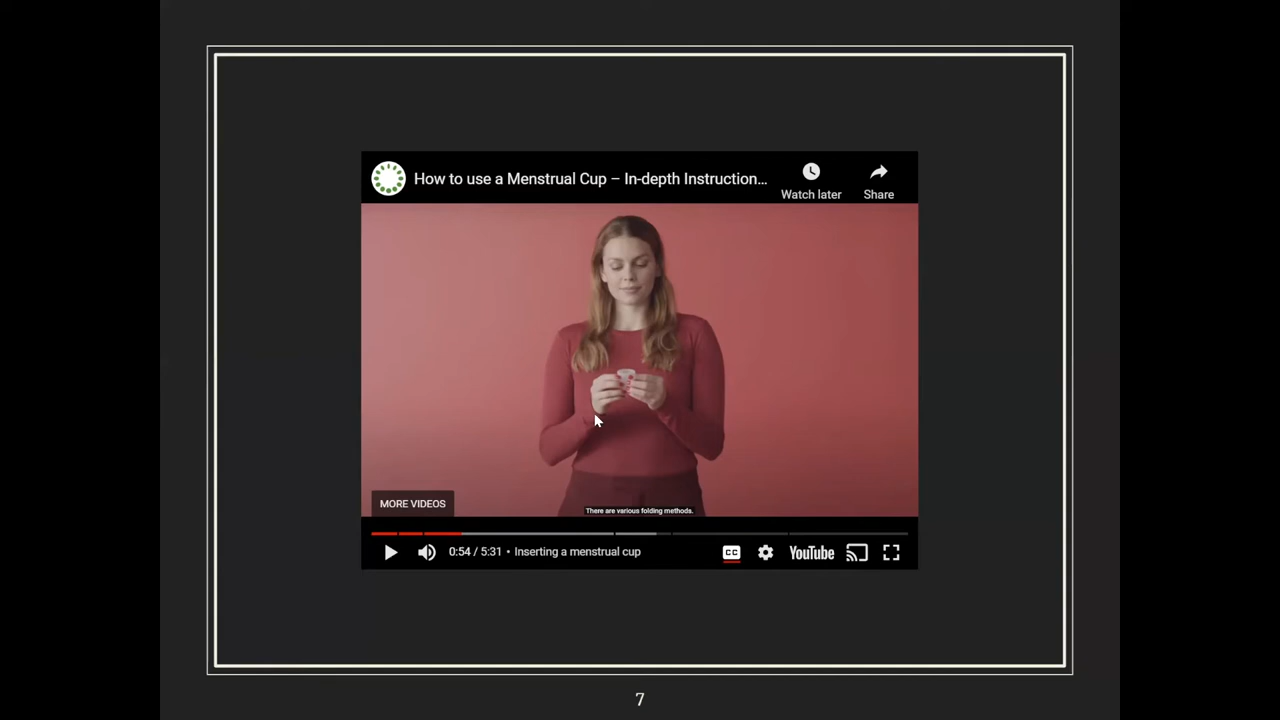 How to use a Menstrual Cup – In-depth Instruction...
Watch later
Share
MORE VIDEOS
There are various folding methods.
0:54 / 5:31 • Inserting a menstrual cup
CC
YouTube
7